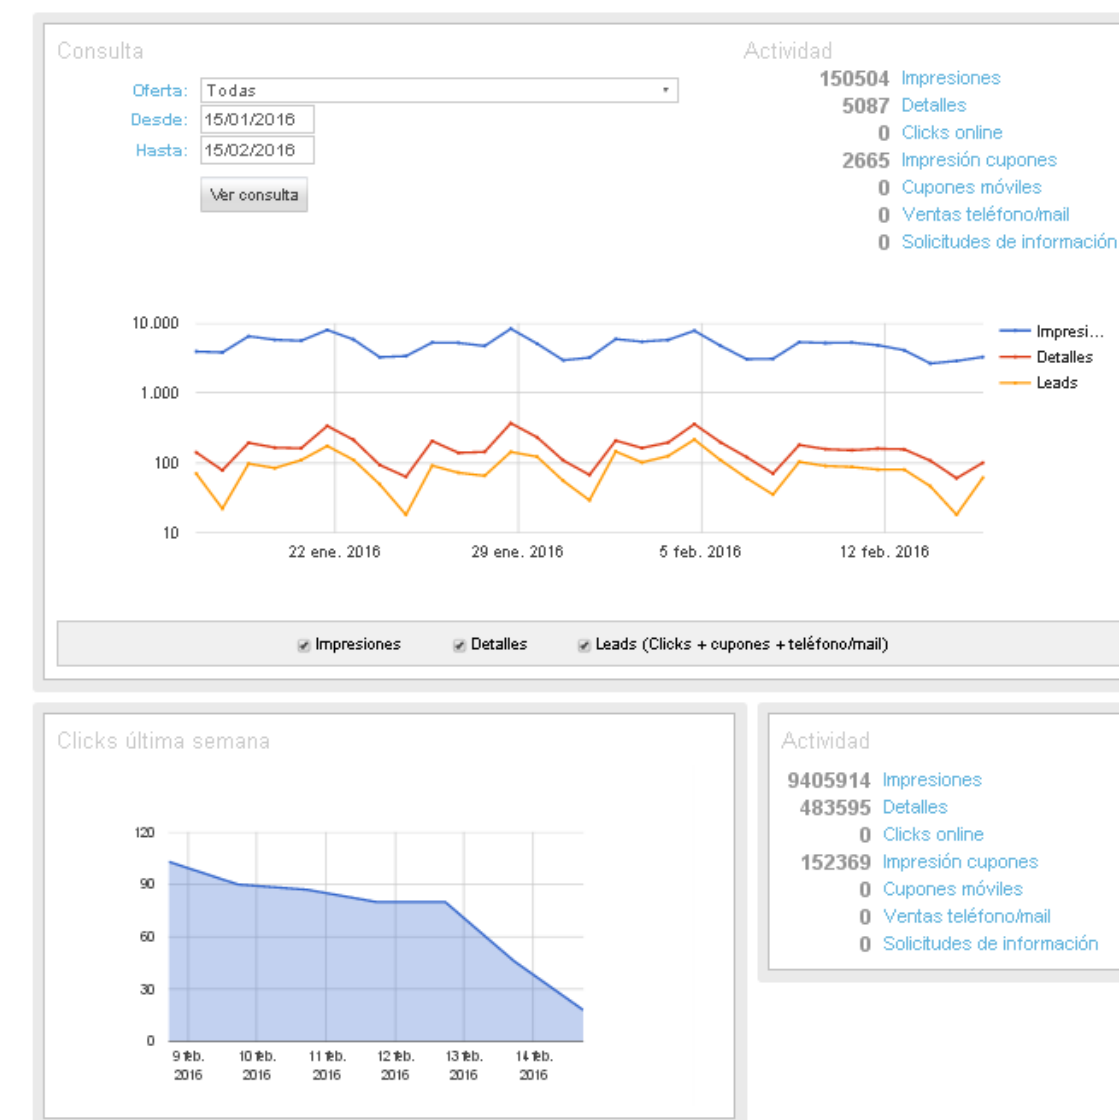 Consulta
Oferta: Todas
Desde: 15/01/2016
Hasta: 15/02/2016
Ver consulta
Actividad
150504 Impresiones
5087 Detalles
0 Clicks online
2665 Impresión cupones
0 Cupones móviles
0 Ventas teléfono/mail
0 Solicitudes de información
10.000
1.000
100
10
22 ene. 2016 29 ene. 2016 5 feb. 2016 12 feb. 2016
Impresi...
Detalles
Leads
Impresiones Detalles Leads (Clicks + cupones + teléfono/mail)
Clicks última semana
120
90
60
30
0
9 feb. 10 feb. 11 feb. 12 feb. 13 feb. 14 feb.
2016 2016 2016 2016 2016 2016
Actividad
9405914 Impresiones
483595 Detalles
0 Clicks online
152369 Impresión cupones
0 Cupones móviles
0 Ventas teléfono/mail
0 Solicitudes de información